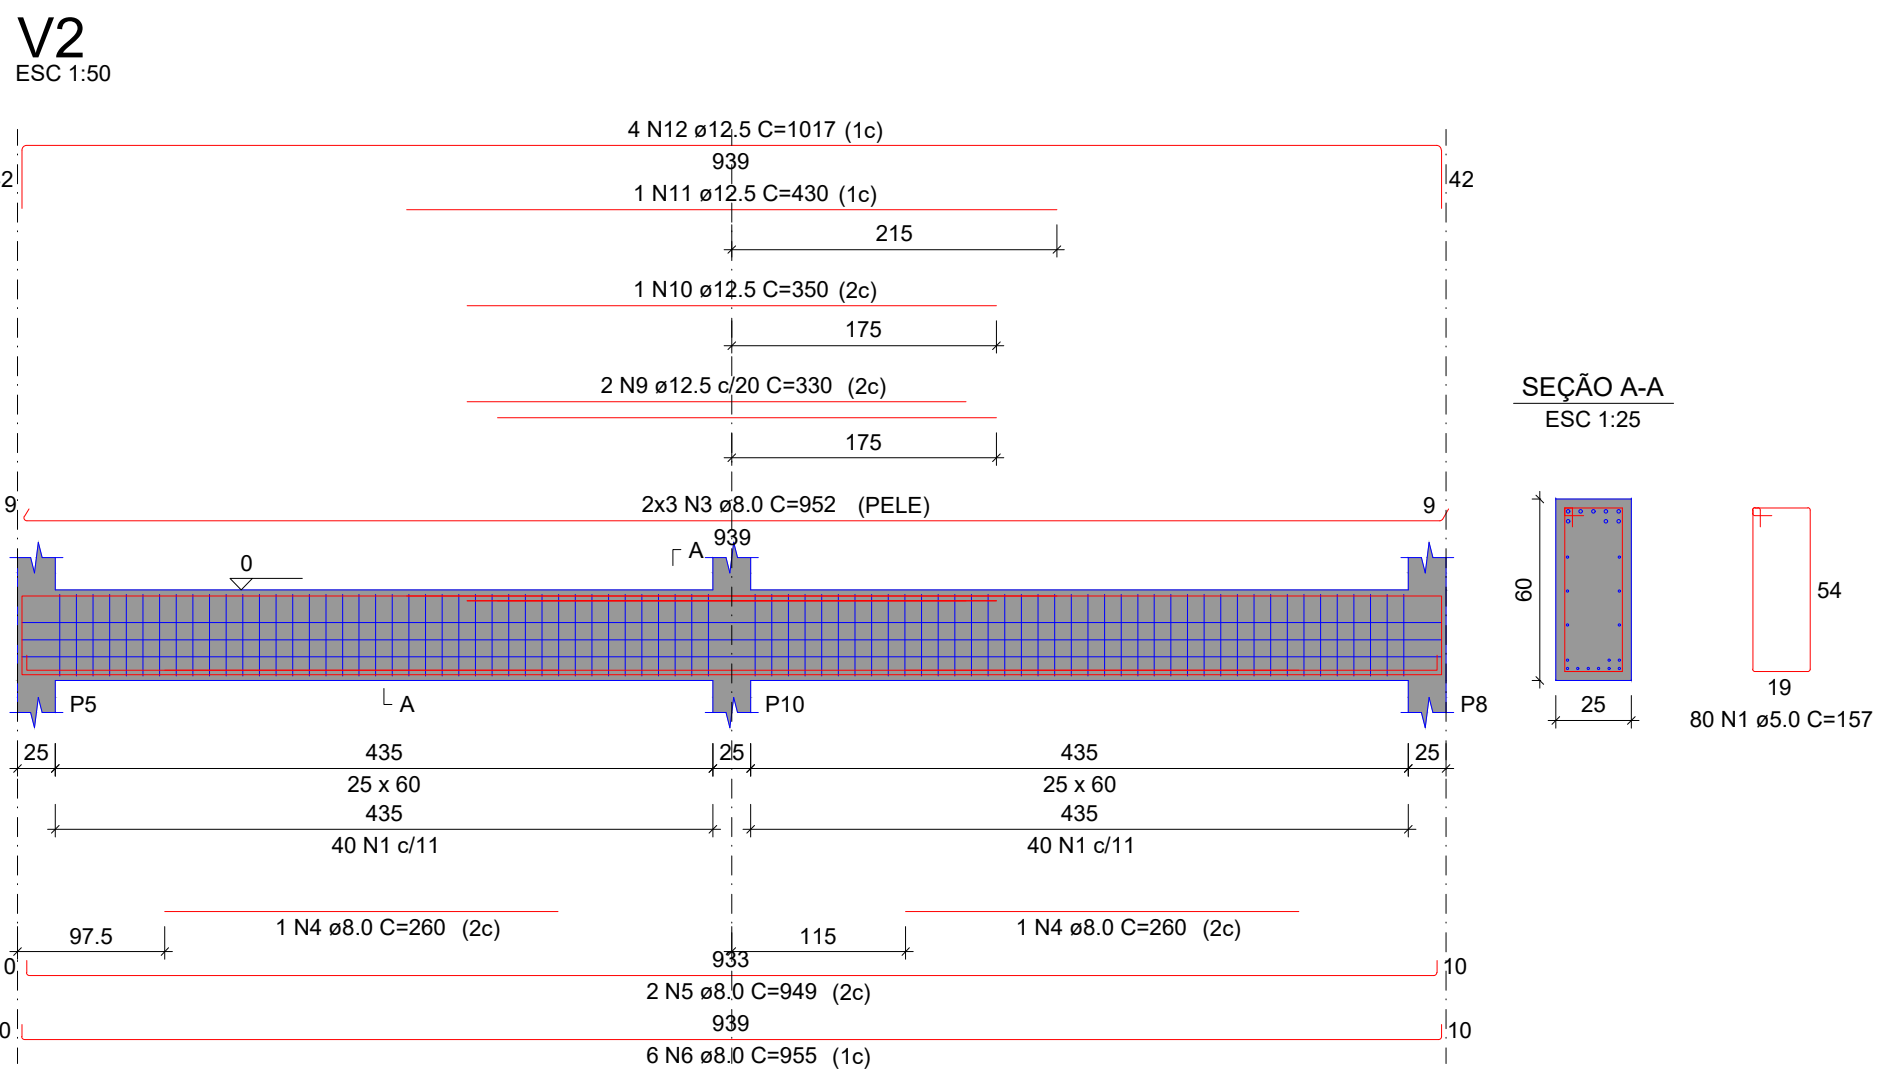 V2
ESC 1:50
4 N12 ø12.5 C=1017 (1c)
939
2
42
1 N11 ø12.5 C=430 (1c)
215
1 N10 ø12.5 C=350 (2c)
175
2 N9 ø12.5 c/20 C=330 (2c)
175
SEÇÃO A-A
ESC 1:25
9
2x3 N3 ø8.0 C=952 (PELE)
9
939
A
0
60
54
19
25
80 N1 ø5.0 C=157
P5
A
P10
P8
25
435
25
435
25
25 x 60
25 x 60
435
435
40 N1 c/11
40 N1 c/11
1 N4 ø8.0 C=260 (2c)
1 N4 ø8.0 C=260 (2c)
97.5
115
933
0
10
2 N5 ø8.0 C=949 (2c)
939
0
10
6 N6 ø8.0 C=955 (1c)